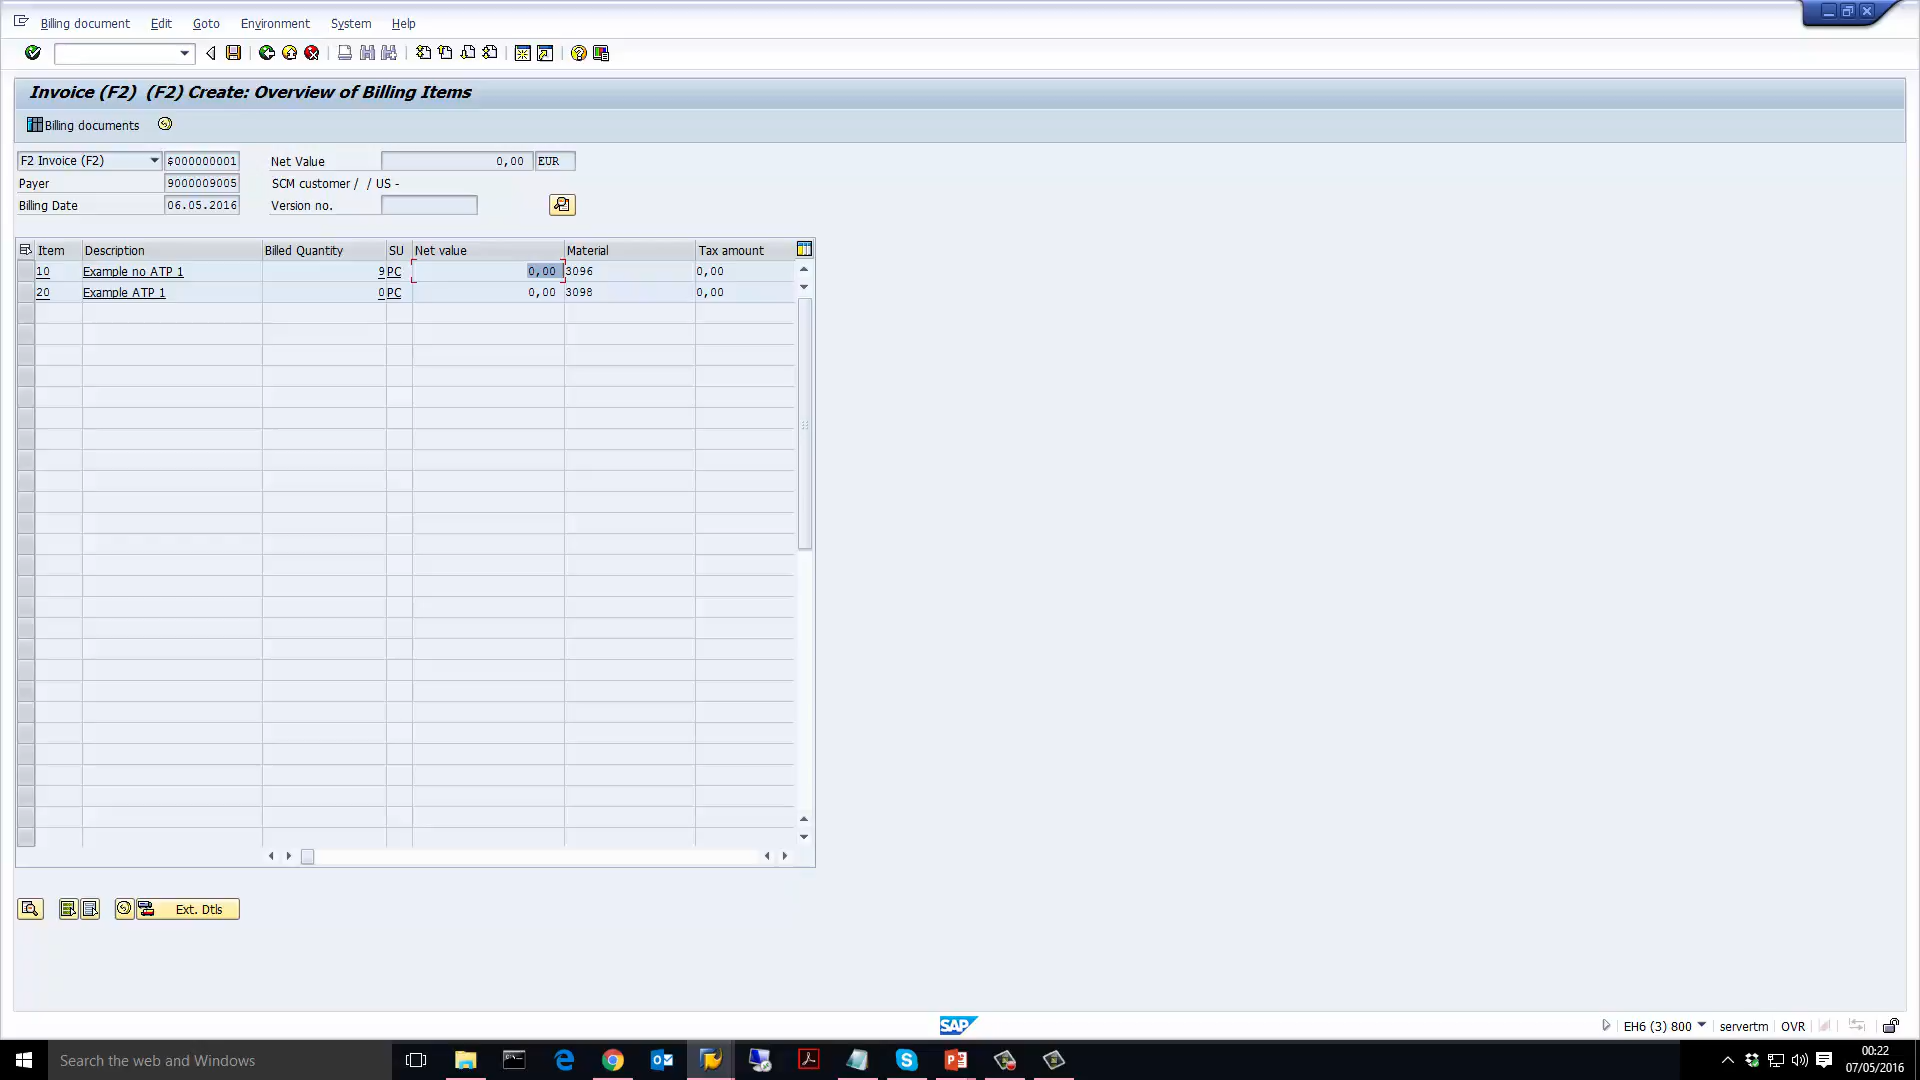 Billing document Edit Goto Environment System Help
Invoice (F2) (F2) Create: Overview of Billing Items
Billing documents
F2 Invoice (F2) $000000001 Net Value 0,00 EUR
Payer 9000009005 SCM customer / / US -
Billing Date 06.05.2016 Version no.
Item Description Billed Quantity SU Net value Material Tax amount
10 Example no ATP 1 9 PC 0,00 3096 0,00
20 Example ATP 1 0 PC 0,00 3098 0,00
Ext. Dtls
SAP
EH6 (3) 800 servertm OVR
Search the web and Windows
00:22
07/05/2016